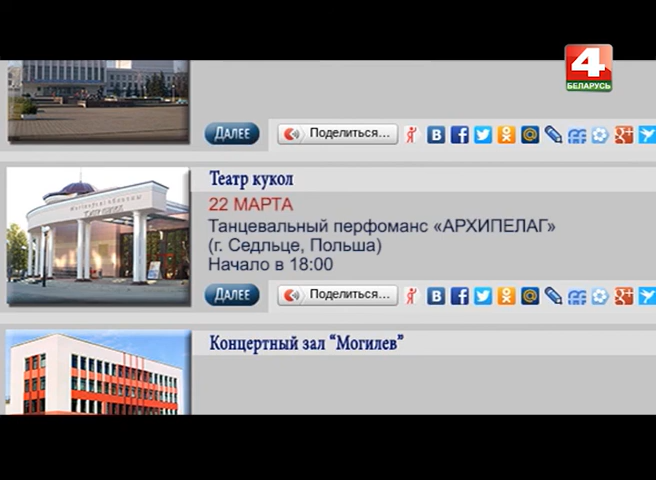 4
БЕЛАРУСЬ
ДАЛЕЕ
Поделиться...
Театр кукол
22 МАРТА
Танцевальный перфоманс «АРХИПЕЛАГ»
(г. Седльце, Польша)
Начало в 18:00
ДАЛЕЕ
Поделиться...
Концертный зал “Могилев”